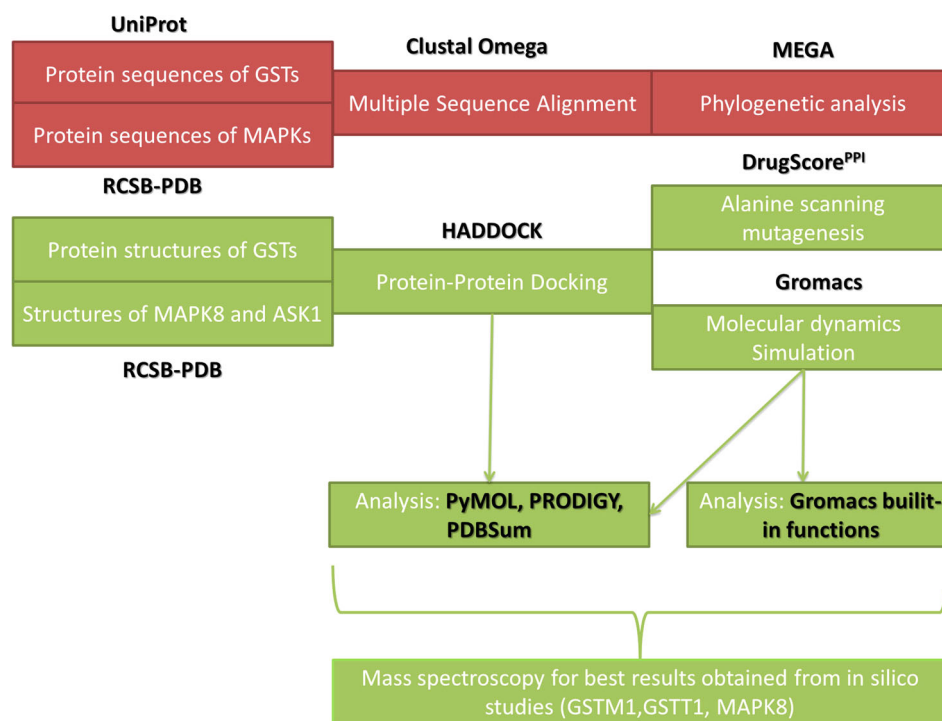 UniProt
Protein sequences of GSTs
Protein sequences of MAPKs
RCSB-PDB
Clustal Omega
Multiple Sequence Alignment
MEGA
Phylogenetic analysis
DrugScorePPI
Alanine scanning
mutagenesis
Protein structures of GSTs
Structures of MAPK8 and ASK1
RCSB-PDB
HADDOCK
Protein-Protein Docking
Gromacs
Molecular dynamics
Simulation
Analysis: PyMOL, PRODIGY,
PDBSum
Analysis: Gromacs builit-
in functions
Mass spectroscopy for best results obtained from in silico
studies (GSTM1,GSTT1, MAPK8)